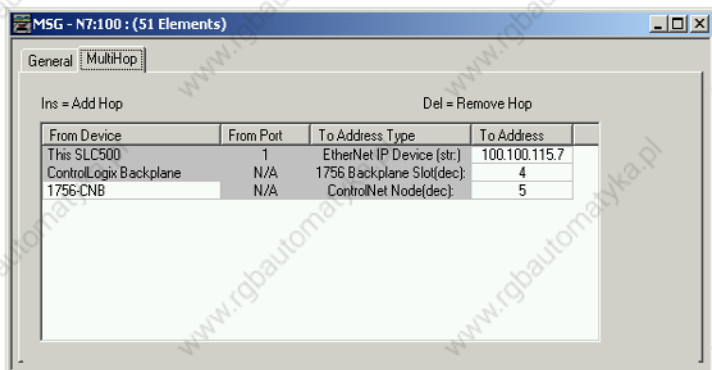 MSG - N7:100 : (51 Elements)
General MultiHop
Ins = Add Hop Del = Remove Hop
From Device From Port To Address Type To Address
This SLC500 1 EtherNet IP Device (str:) 100.100.115.7
ControlLogix Backplane N/A 1756 Backplane Slot(dec): 4
1756-CNB N/A ControlNet Node(dec): 5
www.rgbautomatyka.pl